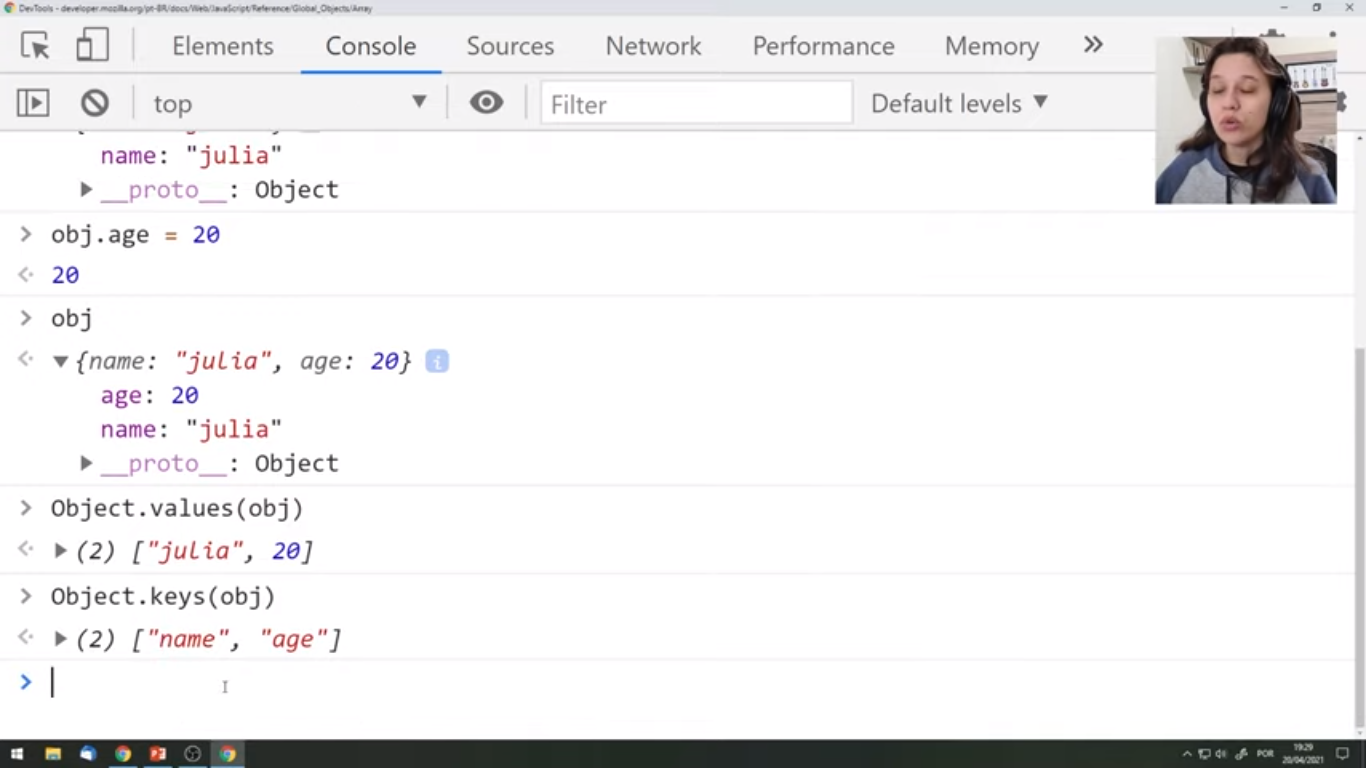 DevTools - developer.mozilla.org/pt-BR/docs/Web/JavaScript/Reference/Global_Objects/Array
Elements Console Sources Network Performance Memory »
top Filter Default levels
name: "julia"
__proto__: Object
> obj.age = 20
20
> obj
{name: "julia", age: 20} i
age: 20
name: "julia"
__proto__: Object
> Object.values(obj)
(2) ["julia", 20]
> Object.keys(obj)
(2) ["name", "age"]
>
POR
19:29
20/04/2021